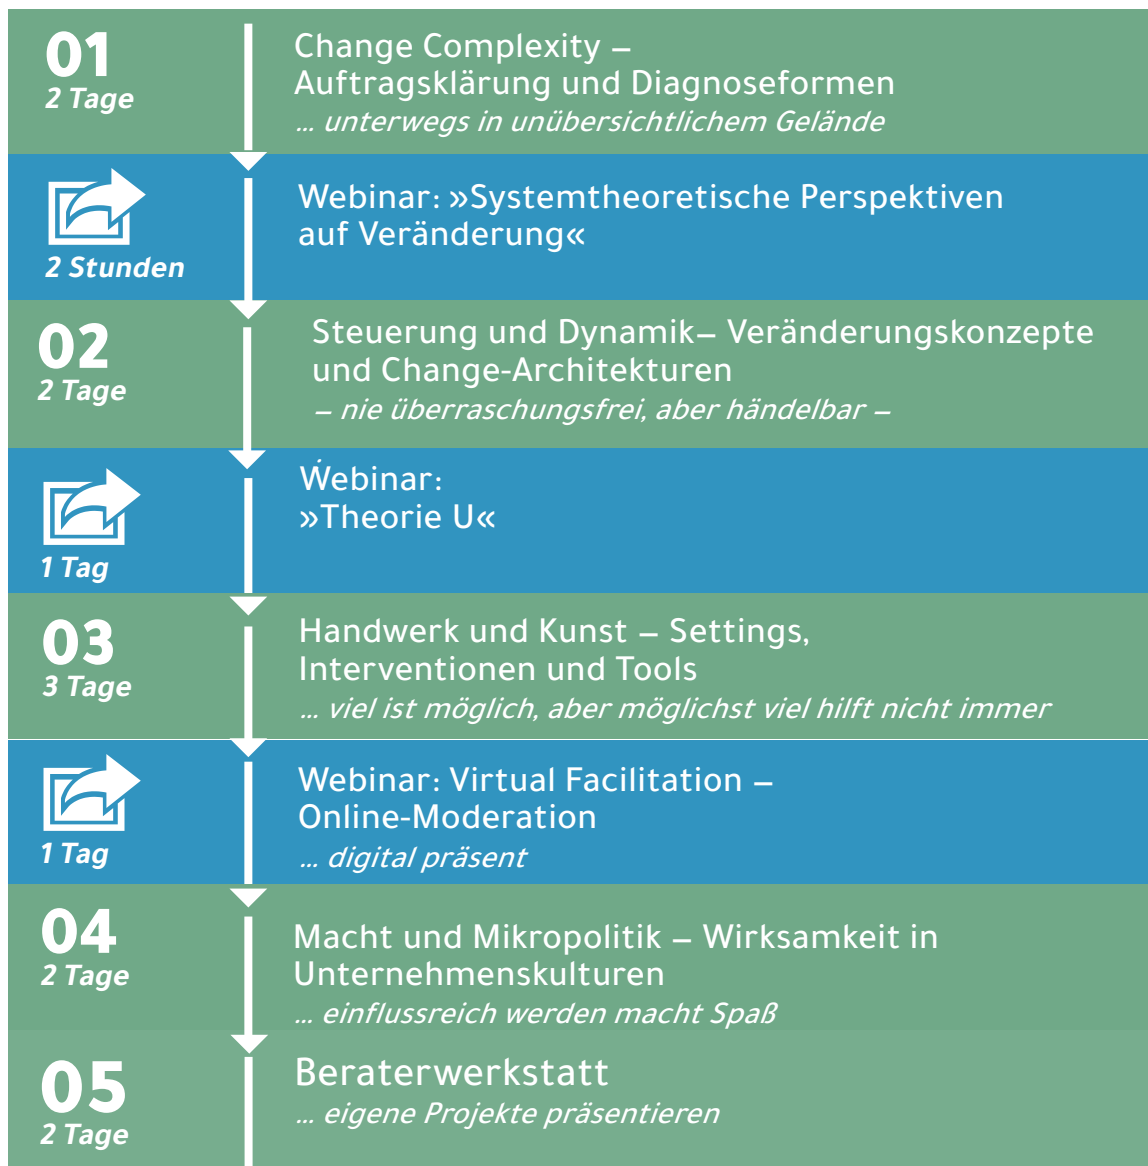 01
2 Tage
Change Complexity –
Auftragsklärung und Diagnoseformen
... unterwegs in unübersichtlichem Gelände
2 Stunden
Webinar: »Systemtheoretische Perspektiven
auf Veränderung«
02
2 Tage
Steuerung und Dynamik– Veränderungskonzepte
und Change-Architekturen
– nie überraschungsfrei, aber händelbar –
1 Tag
Webinar:
»Theorie U«
03
3 Tage
Handwerk und Kunst – Settings,
Interventionen und Tools
... viel ist möglich, aber möglichst viel hilft nicht immer
1 Tag
Webinar: Virtual Facilitation –
Online-Moderation
... digital präsent
04
2 Tage
Macht und Mikropolitik – Wirksamkeit in
Unternehmenskulturen
... einflussreich werden macht Spaß
05
2 Tage
Beraterwerkstatt
... eigene Projekte präsentieren